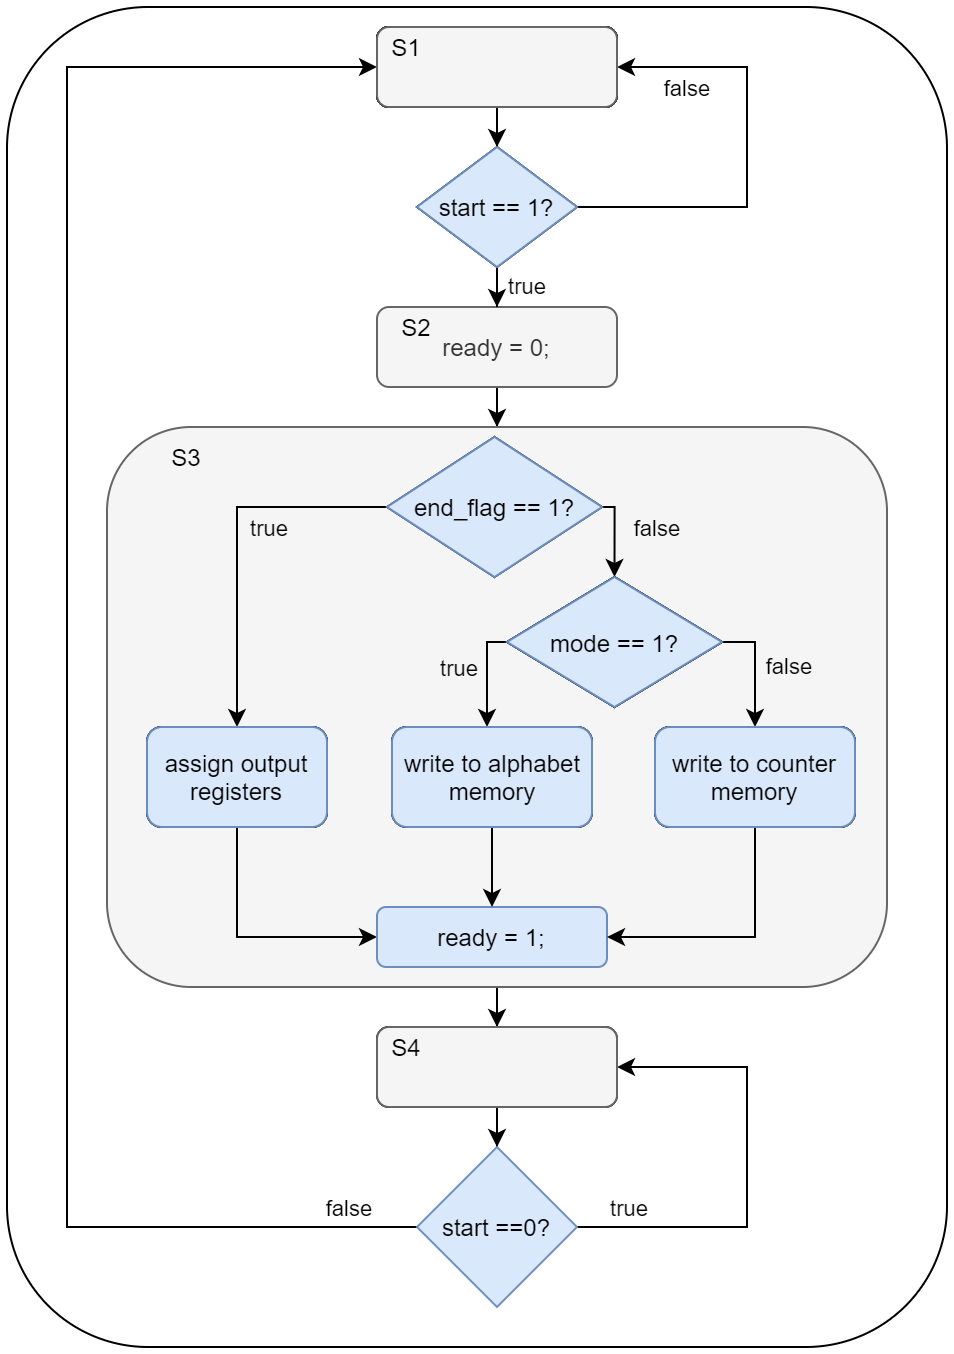 S1
false
start == 1?
true
S2
ready = 0;
S3
end_flag == 1?
true
false
mode == 1?
true
false
assign output
registers
write to alphabet
memory
write to counter
memory
ready = 1;
S4
false
true
start ==0?